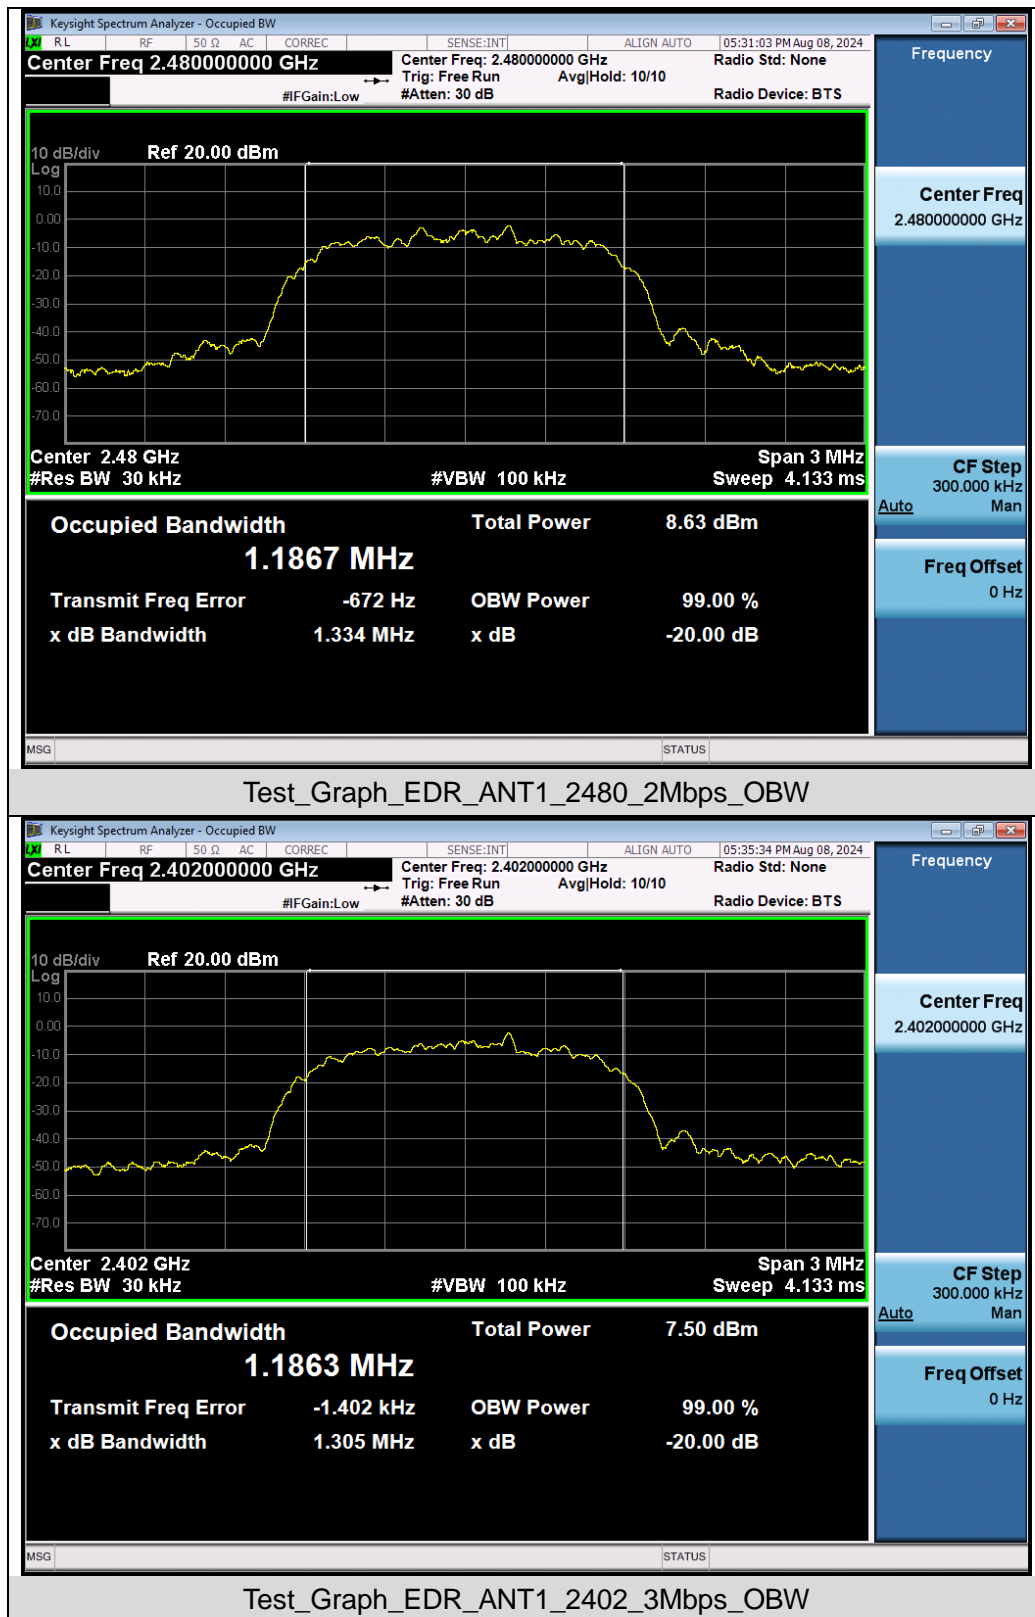 Keysight Spectrum Analyzer - Occupied BW
LXI RL RF 50 Ω AC CORREC SENSE:INT ALIGN AUTO 05:31:03 PM Aug 08, 2024
Center Freq 2.480000000 GHz
Center Freq: 2.480000000 GHz
Radio Std: None
Trig: Free Run Avg|Hold: 10/10
#IFGain:Low
#Atten: 30 dB
Radio Device: BTS
Frequency
10 dB/div Ref 20.00 dBm
Log
10.0
0.00
-10.0
-20.0
-30.0
-40.0
-50.0
-60.0
-70.0
Center Freq
2.480000000 GHz
Center 2.48 GHz Span 3 MHz
#Res BW 30 kHz #VBW 100 kHz Sweep 4.133 ms
CF Step
300.000 kHz
Auto Man
Occupied Bandwidth Total Power 8.63 dBm
1.1867 MHz
Transmit Freq Error -672 Hz OBW Power 99.00 %
x dB Bandwidth 1.334 MHz x dB -20.00 dB
Freq Offset
0 Hz
MSG STATUS
Test_Graph_EDR_ANT1_2480_2Mbps_OBW
Keysight Spectrum Analyzer - Occupied BW
LXI RL RF 50 Ω AC CORREC SENSE:INT ALIGN AUTO 05:35:34 PM Aug 08, 2024
Center Freq 2.402000000 GHz
Center Freq: 2.402000000 GHz
Radio Std: None
Trig: Free Run Avg|Hold: 10/10
#IFGain:Low
#Atten: 30 dB
Radio Device: BTS
Frequency
10 dB/div Ref 20.00 dBm
Log
10.0
0.00
-10.0
-20.0
-30.0
-40.0
-50.0
-60.0
-70.0
Center Freq
2.402000000 GHz
Center 2.402 GHz Span 3 MHz
#Res BW 30 kHz #VBW 100 kHz Sweep 4.133 ms
CF Step
300.000 kHz
Auto Man
Occupied Bandwidth Total Power 7.50 dBm
1.1863 MHz
Transmit Freq Error -1.402 kHz OBW Power 99.00 %
x dB Bandwidth 1.305 MHz x dB -20.00 dB
Freq Offset
0 Hz
MSG STATUS
Test_Graph_EDR_ANT1_2402_3Mbps_OBW